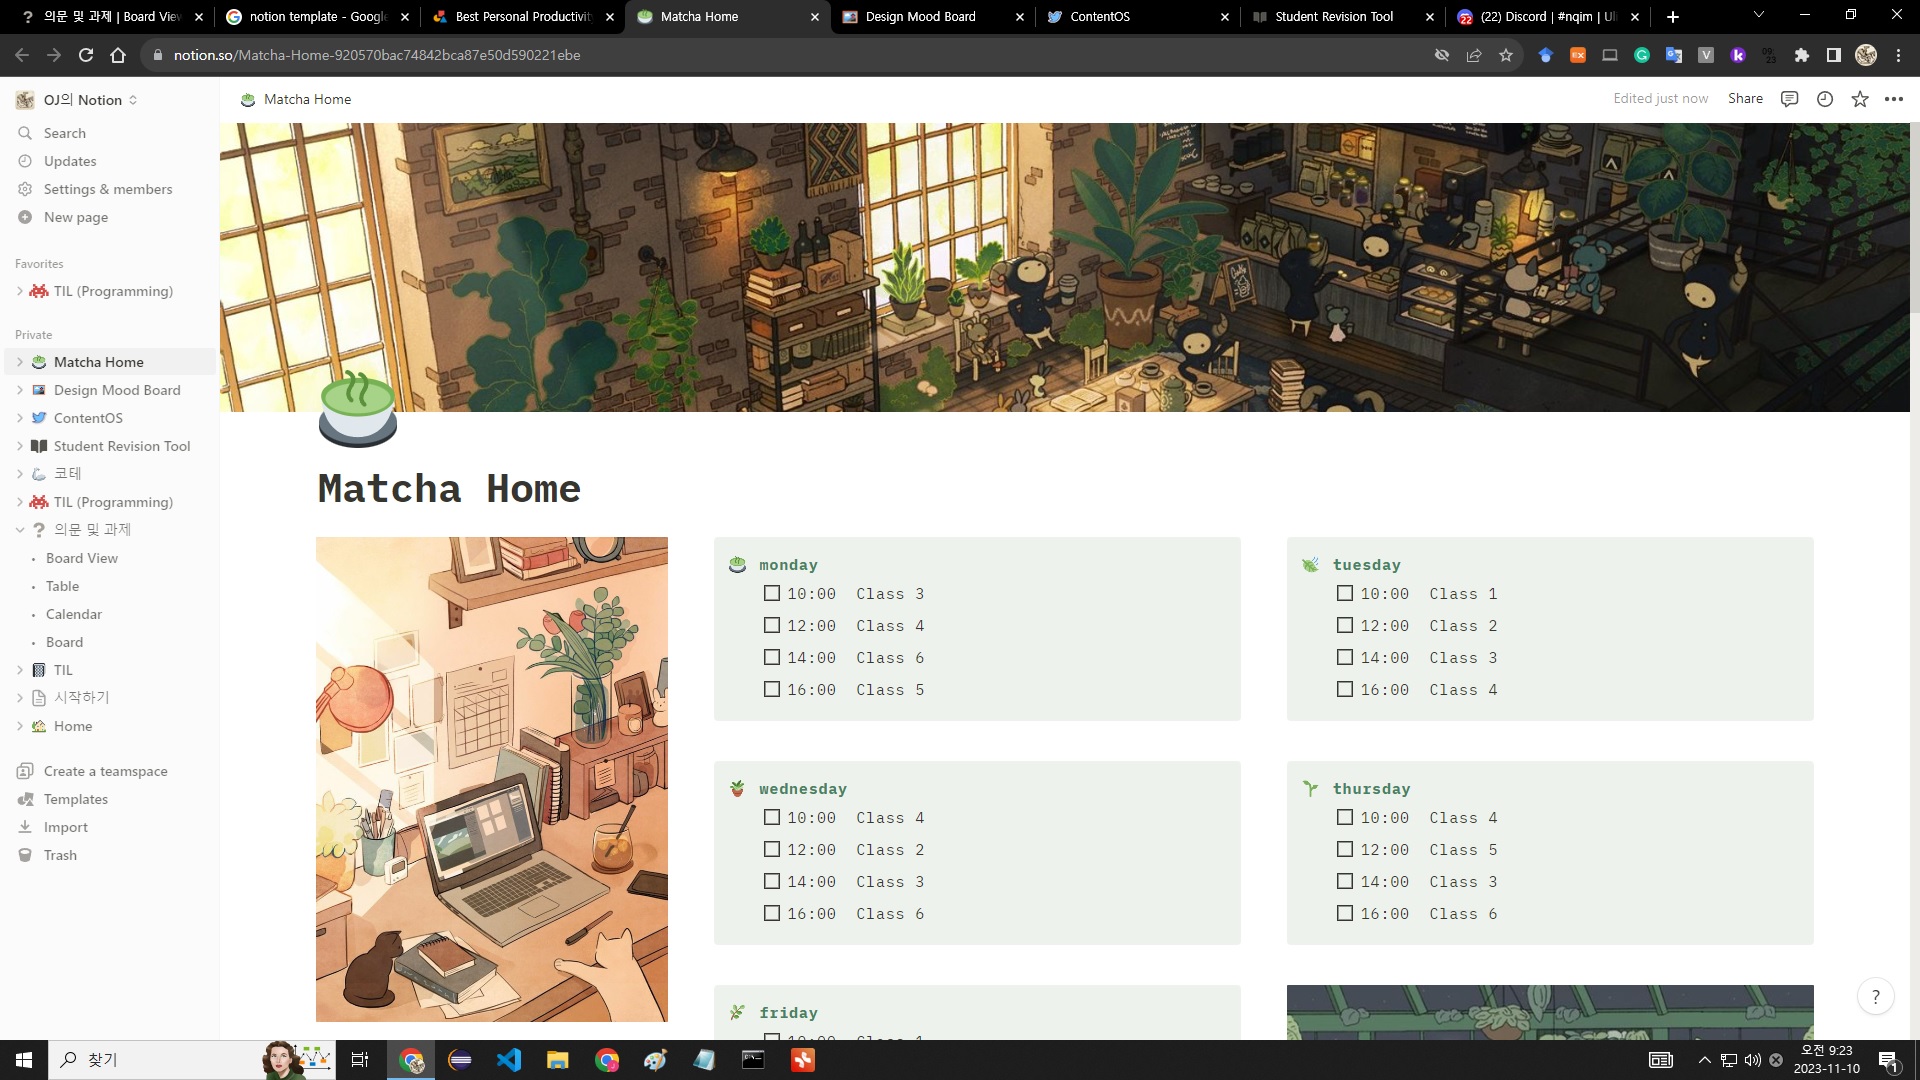 의문 및 과제 | Board View
notion template - Google
Best Personal Productivity
Matcha Home
Design Mood Board
ContentOS
Student Revision Tool
(22) Discord | #nqim | Ul
notion.so/Matcha-Home-920570bac74842bca87e50d590221ebe
OJ의 Notion
Matcha Home
Edited just now
Share
Search
Updates
Settings & members
New page
Favorites
TIL (Programming)
Private
Matcha Home
Design Mood Board
ContentOS
Student Revision Tool
코테
TIL (Programming)
의문 및 과제
Board View
Table
Calendar
Board
TIL
시작하기
Home
Create a teamspace
Templates
Import
Trash
Matcha Home
monday
10:00 Class 3
12:00 Class 4
14:00 Class 6
16:00 Class 5
tuesday
10:00 Class 1
12:00 Class 2
14:00 Class 3
16:00 Class 4
wednesday
10:00 Class 4
12:00 Class 2
14:00 Class 3
16:00 Class 6
thursday
10:00 Class 4
12:00 Class 5
14:00 Class 3
16:00 Class 6
friday
10:00 Class 1
?
찾기
오전 9:23
2023-11-10
1